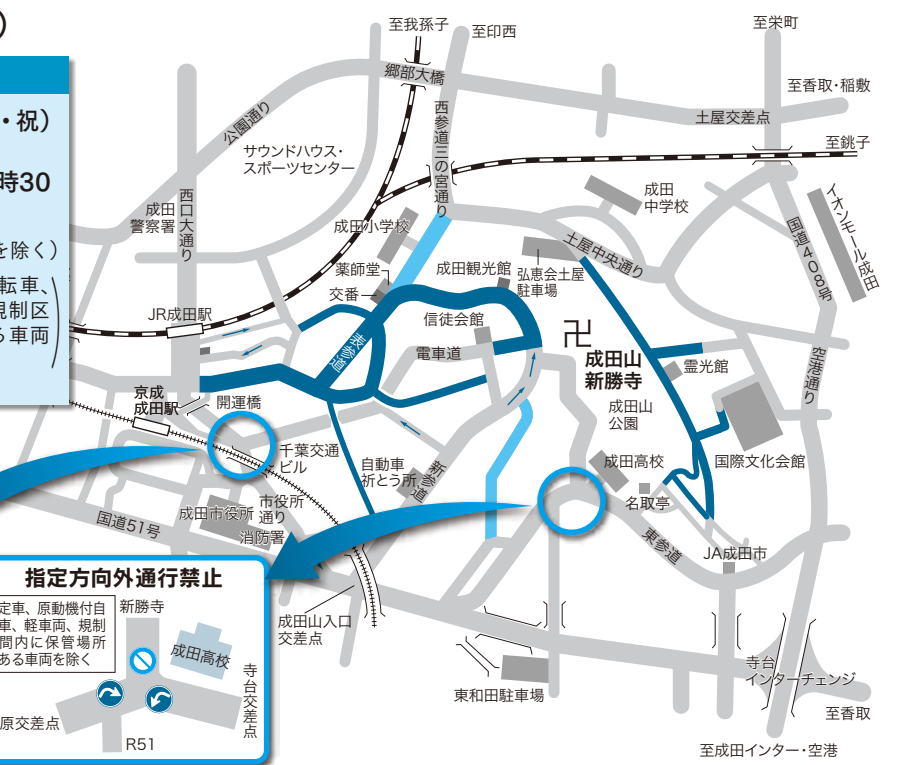 )
・祝)
時30
を除く)
転車、
規制区
る車両
至我孫子
至印西
至栄町
郷部大橋
至香取・稲敷
土屋交差点
公園通り
西参道三の宮通り
至銚子
サウンドハウス・
スポーツセンター
成田
中学校
イオンモール成田
西口大通り
成田
警察署
成田小学校
国道408号
土屋中央通り
薬師堂
成田観光館
弘恵会土屋
駐車場
交番
JR成田駅
信徒会館
卍
表参道
電車道
成田山
新勝寺
霊光館
空港通り
京成
成田駅
開運橋
成田山
公園
千葉交通
ビル
自動車
祈とう所
新参道
成田高校
国際文化会館
名取亭
成田市役所
市役所
通り
国道51号
消防署
東参道
JA成田市
指定方向外通行禁止
定車、原動機付自
車、軽車両、規制
間内に保管場所
ある車両を除く
新勝寺
成田高校
寺台交差点
原交差点
R51
成田山入口
交差点
東和田駐車場
寺台
インターチェンジ
至香取
至成田インター・空港